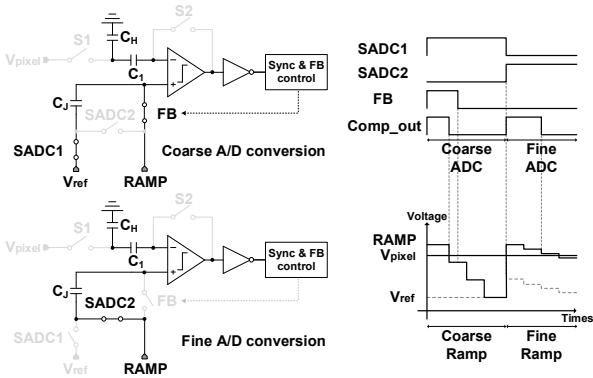 S2
S1
CH
Vpixel
C1
Sync & FB
control
CJ
FB
SADC2
SADC1
Coarse A/D conversion
Vref
RAMP
S2
S1
CH
Vpixel
C1
Sync & FB
control
CJ
SADC2
FB
SADC1
Fine A/D conversion
Vref
RAMP
SADC1
SADC2
FB
Comp_out
Coarse
ADC
Fine
ADC
Voltage
RAMP
Vpixel
Vref
Times
Coarse
Ramp
Fine
Ramp